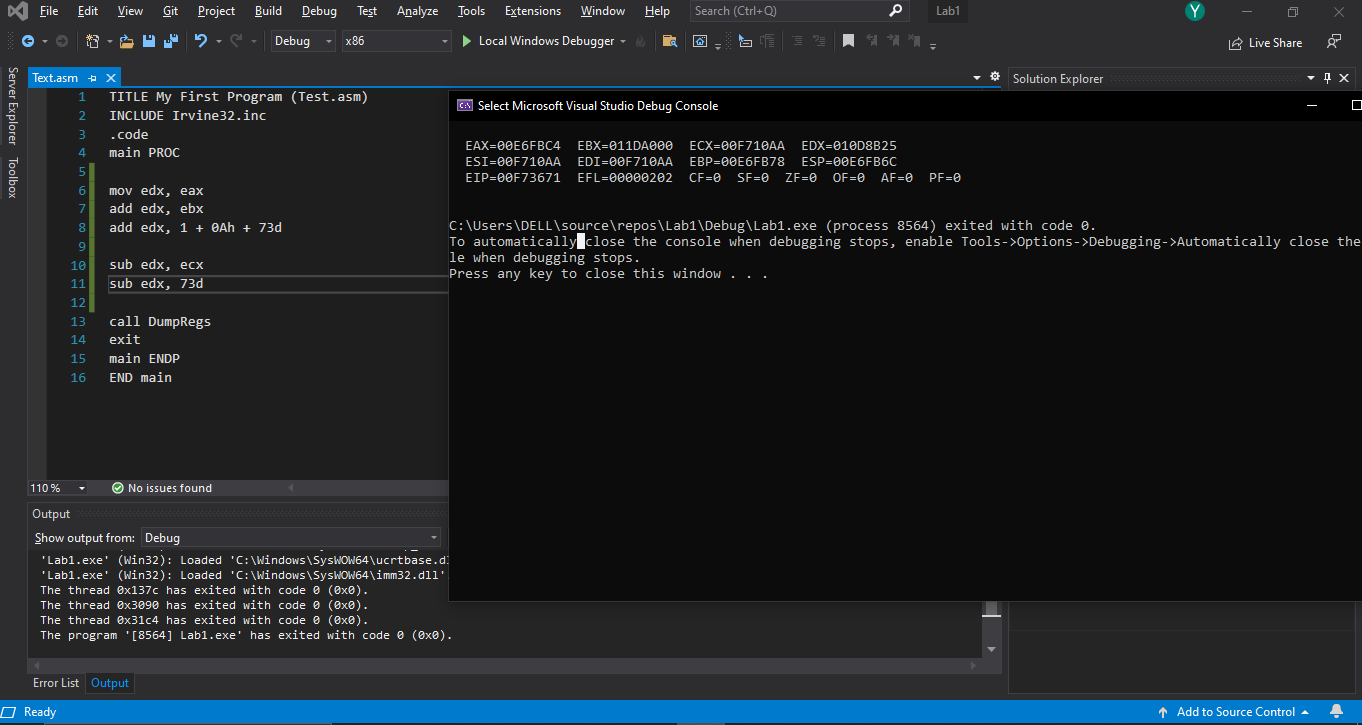 File Edit View Git Project Build Debug Test Analyze Tools Extensions Window Help Search (Ctrl+Q) Lab1 Y
Debug x86 Local Windows Debugger Live Share
Server Explorer
Toolbox
Text.asm
Solution Explorer
1 TITLE My First Program (Test.asm)
2 INCLUDE Irvine32.inc
3 .code
4 main PROC
5
6 mov edx, eax
7 add edx, ebx
8 add edx, 1 + 0Ah + 73d
9
10 sub edx, ecx
11 sub edx, 73d
12
13 call DumpRegs
14 exit
15 main ENDP
16 END main
110 % No issues found
Select Microsoft Visual Studio Debug Console
EAX=00E6FBC4 EBX=011DA000 ECX=00F710AA EDX=010D8B25
ESI=00F710AA EDI=00F710AA EBP=00E6FB78 ESP=00E6FB6C
EIP=00F73671 EFL=00000202 CF=0 SF=0 ZF=0 OF=0 AF=0 PF=0
C:\Users\DELL\source\repos\Lab1\Debug\Lab1.exe (process 8564) exited with code 0.
To automatically close the console when debugging stops, enable Tools->Options->Debugging->Automatically close the
le when debugging stops.
Press any key to close this window . . .
Output
Show output from: Debug
'Lab1.exe' (Win32): Loaded 'C:\Windows\SysWOW64\ucrtbase.d
'Lab1.exe' (Win32): Loaded 'C:\Windows\SysWOW64\imm32.dll'
The thread 0x137c has exited with code 0 (0x0).
The thread 0x3090 has exited with code 0 (0x0).
The thread 0x31c4 has exited with code 0 (0x0).
The program '[8564] Lab1.exe' has exited with code 0 (0x0).
Error List Output
Ready Add to Source Control